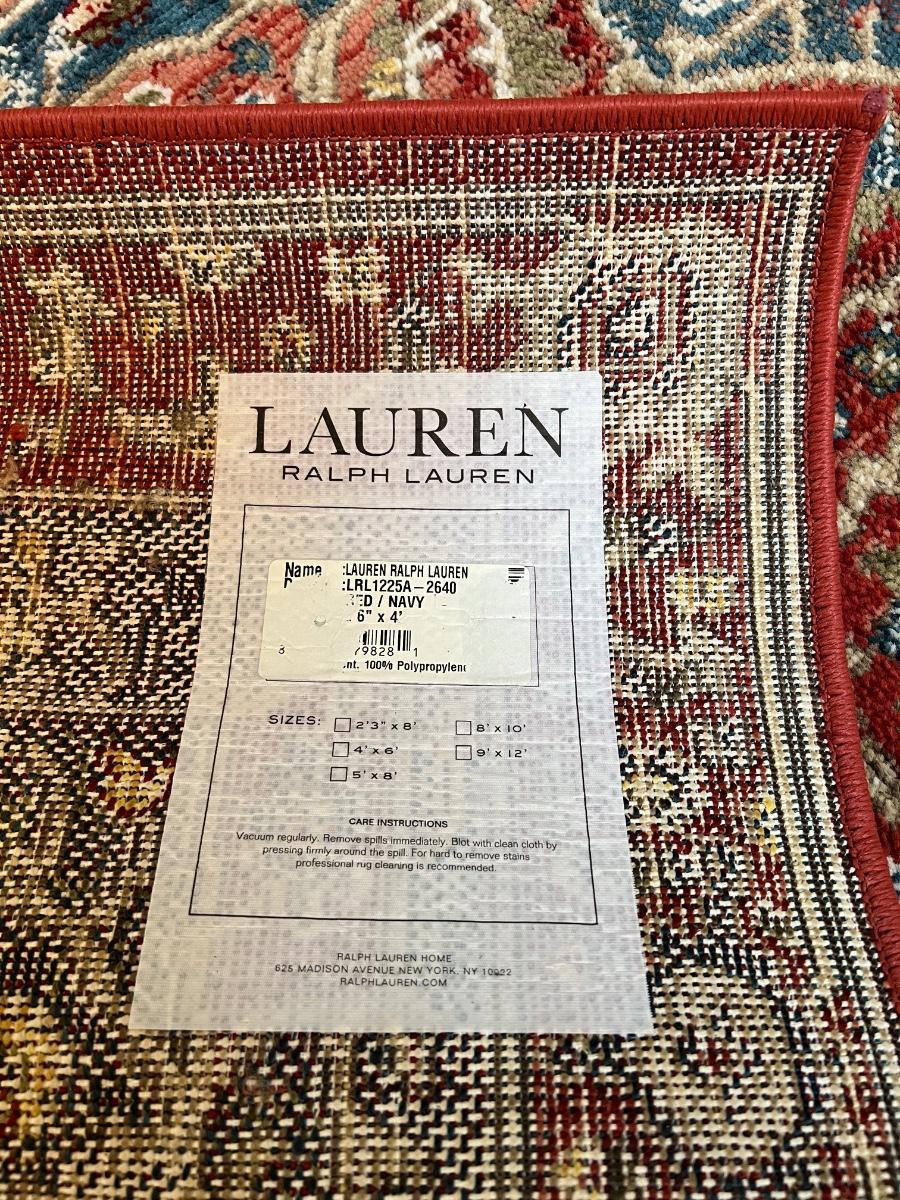 LAUREN
RALPH LAUREN
Name :LAUREN RALPH LAUREN
:LRL1225A-2640
ED / NAVY
6" x 4'
8 79828 1
nt. 100% Polypropylene
SIZES:
2'3" x 8' 8' x 10'
4' x 6' 9' x 12'
5' x 8'
CARE INSTRUCTIONS
Vacuum regularly. Remove spills immediately. Blot with clean cloth by
pressing firmly around the spill. For hard to remove stains
professional rug cleaning is recommended.
RALPH LAUREN HOME
625 MADISON AVENUE NEW YORK, NY 10022
RALPHLAUREN.COM